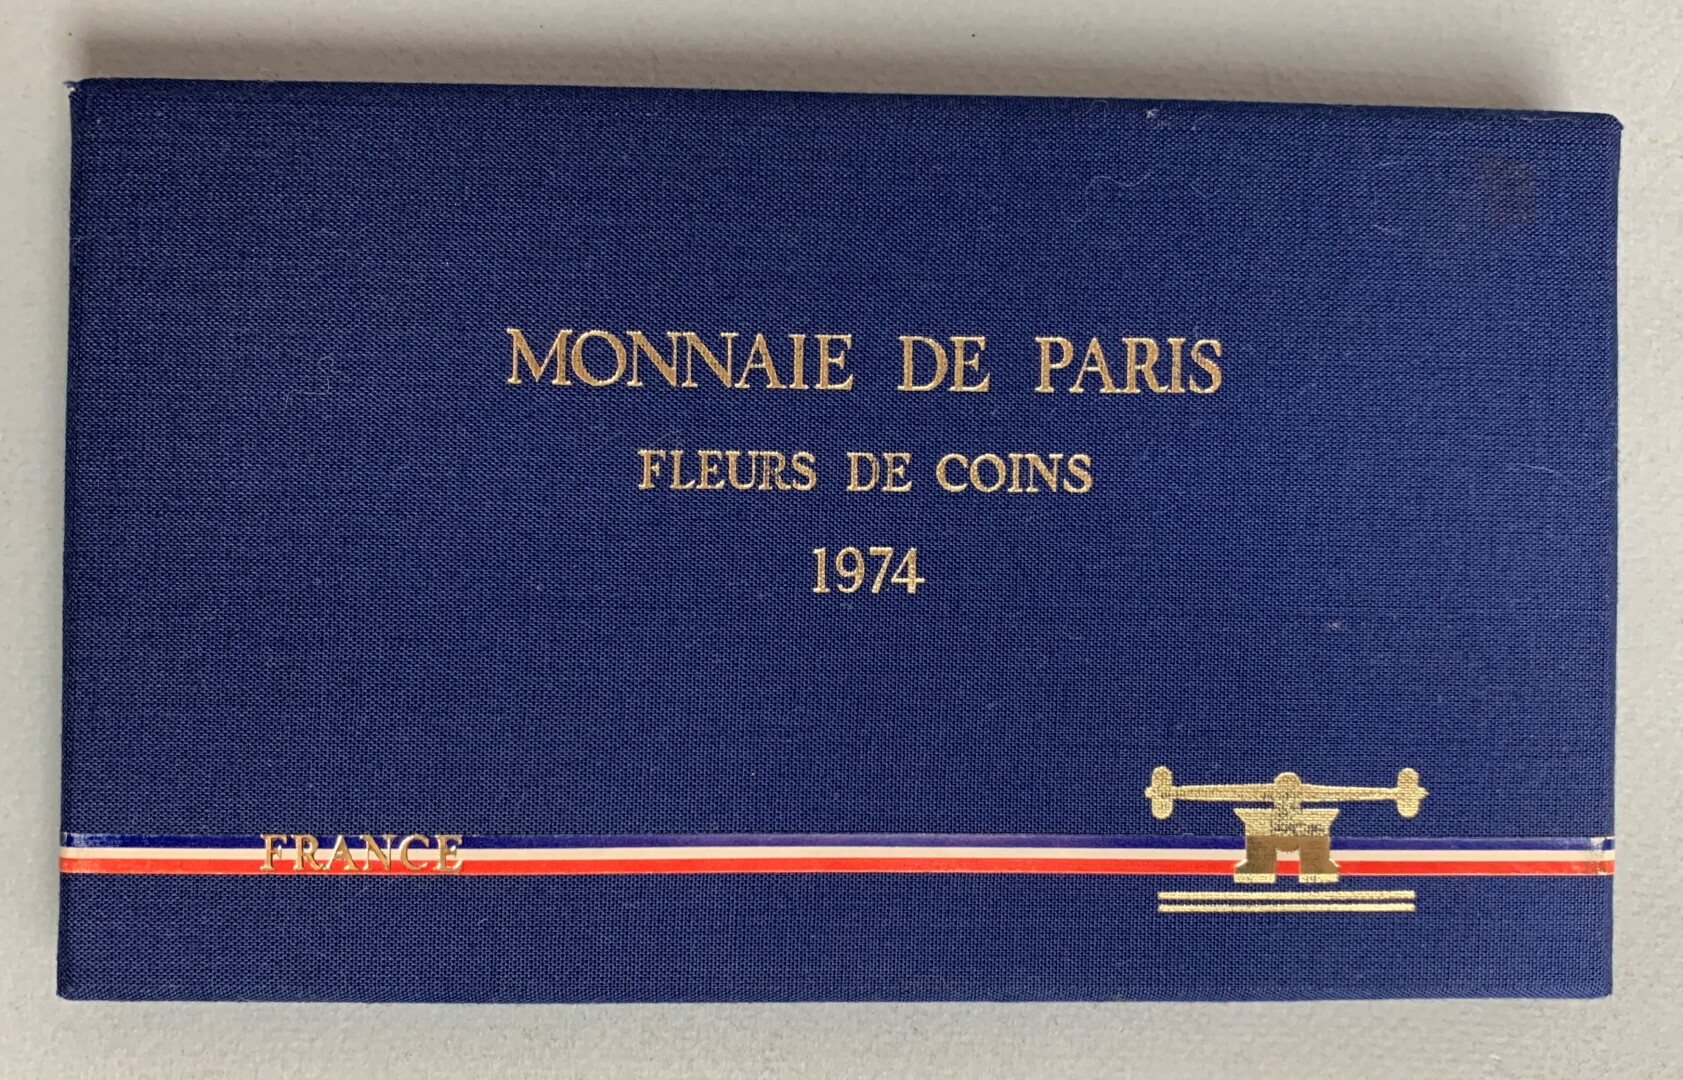 MONNAIE DE PARIS
FLEURS DE COINS
1974
FRANCE